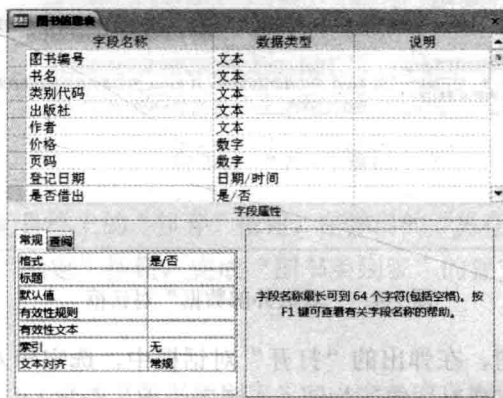 图书信息表
字段名称 数据类型 说明
图书编号 文本
书名 文本
类别代码 文本
出版社 文本
作者 文本
价格 数字
页码 数字
登记日期 日期/时间
是否借出 是/否
字段属性
常规 查阅
格式 是/否
标题
默认值
有效性规则
有效性文本
索引 无
文本对齐 常规
字段名称最长可到 64 个字符(包括空格)。按
F1 键可查看有关字段名称的帮助。